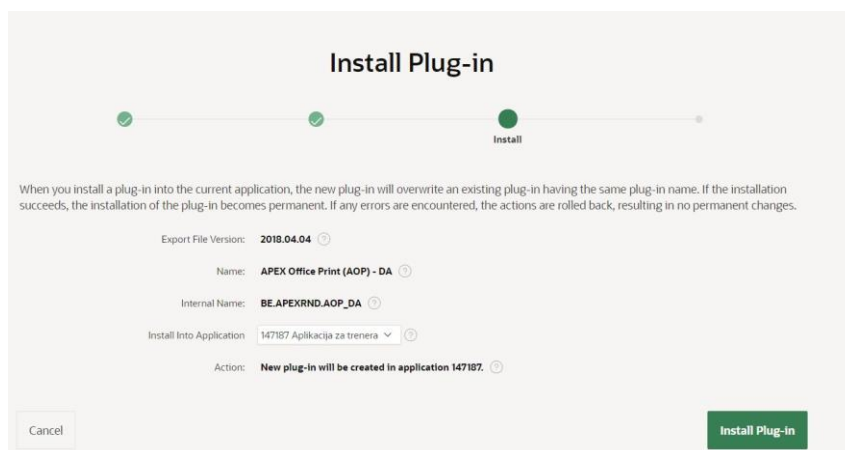 Install Plug-in
Install
When you install a plug-in into the current application, the new plug-in will overwrite an existing plug-in having the same plug-in name. If the installation
succeeds, the installation of the plug-in becomes permanent. If any errors are encountered, the actions are rolled back, resulting in no permanent changes.
Export File Version: 2018.04.04 ?
Name: APEX Office Print (AOP) - DA ?
Internal Name: BE.APEXRND.AOP_DA ?
Install Into Application 147187 Aplikacija za trenera ?
Action: New plug-in will be created in application 147187. ?
Cancel Install Plug-in